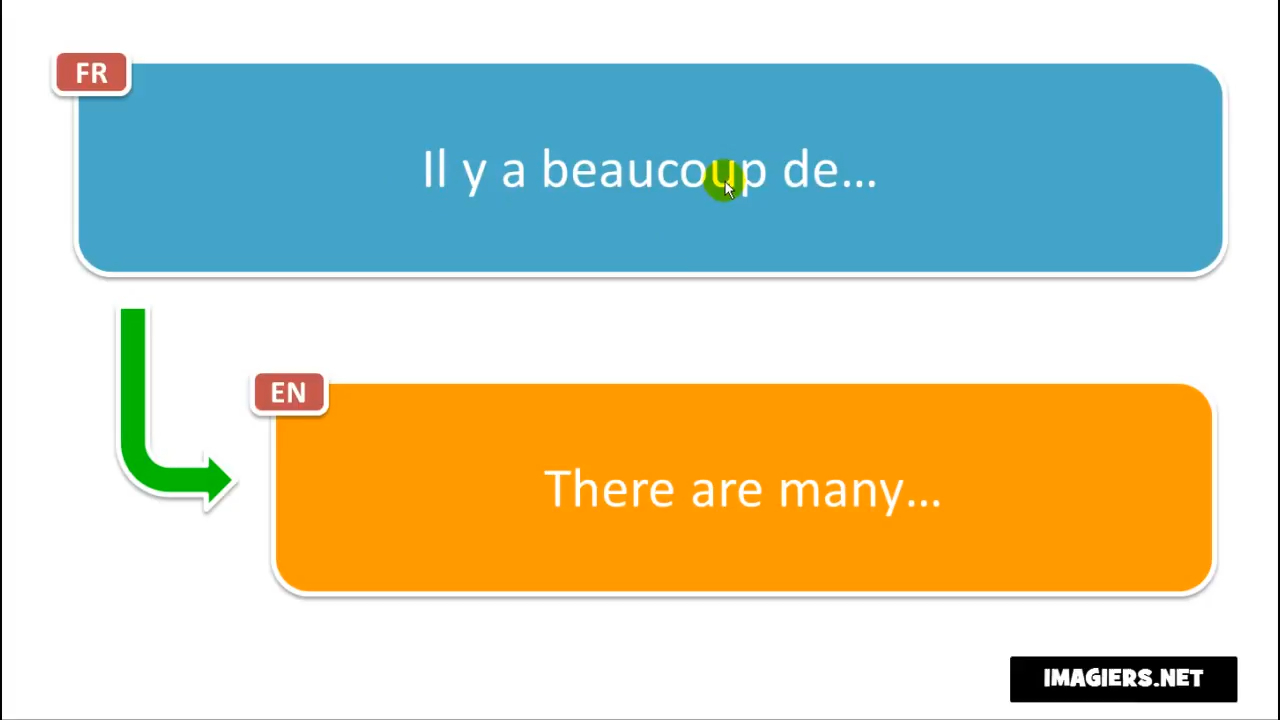 FR
Il y a beaucoup de...
EN
There are many...
IMAGIERS.NET